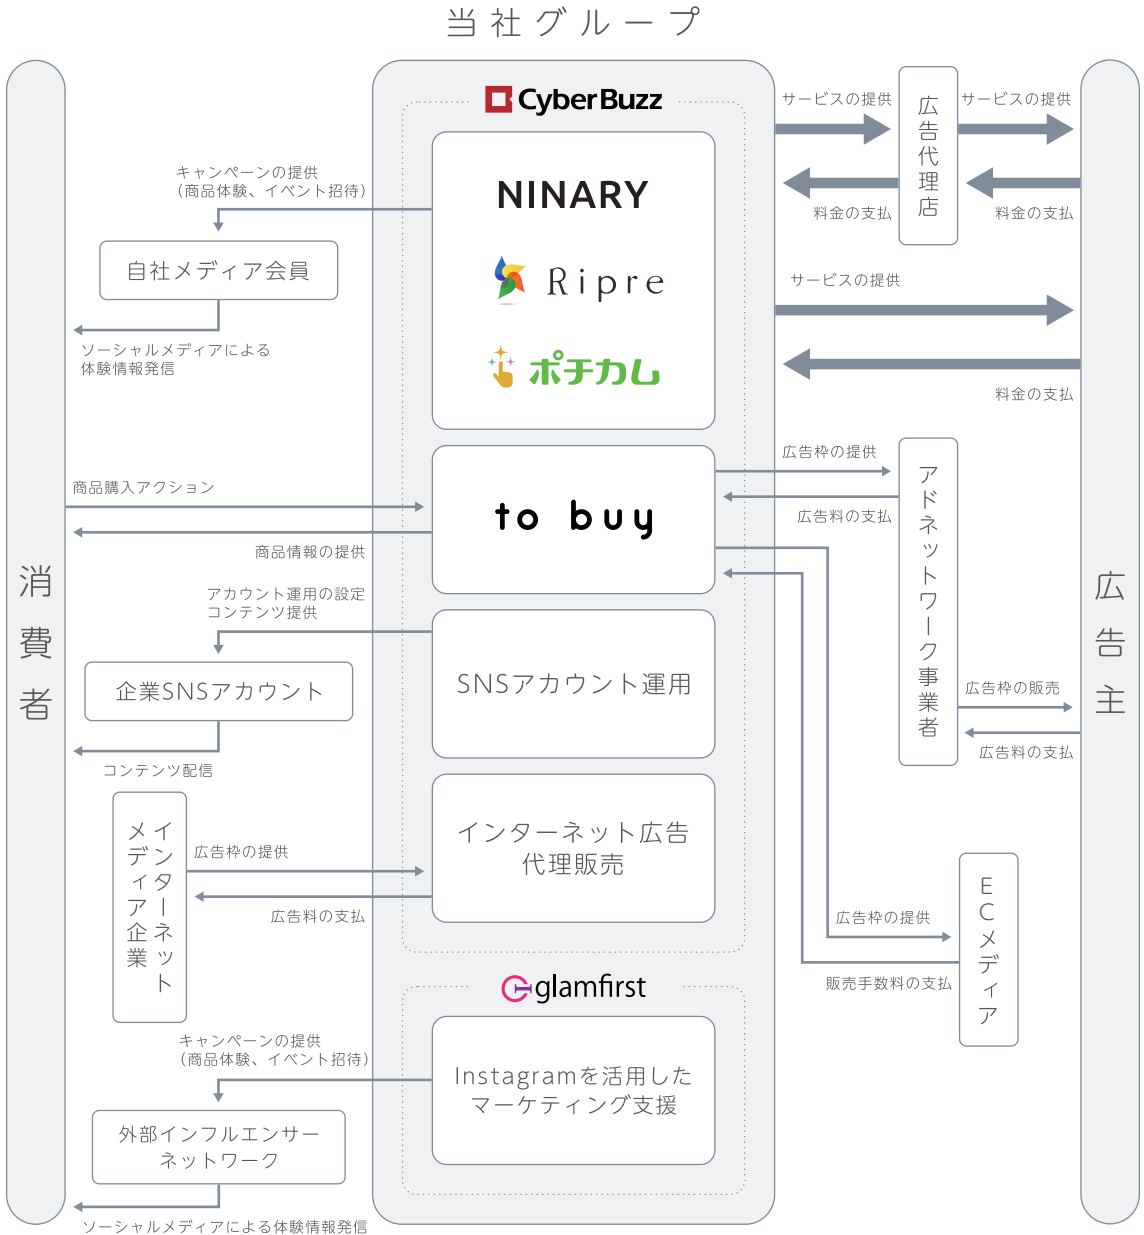 当社グループ
CyberBuzz
NINARY
Ripre
ポチカム
to buy
SNSアカウント運用
インターネット広告
代理販売
glamfirst
Instagramを活用した
マーケティング支援
消費者
キャンペーンの提供
（商品体験、イベント招待）
自社メディア会員
ソーシャルメディアによる
体験情報発信
商品購入アクション
商品情報の提供
アカウント運用の設定
コンテンツ提供
企業SNSアカウント
コンテンツ配信
インターネット
メディア企業
広告枠の提供
広告料の支払
キャンペーンの提供
（商品体験、イベント招待）
外部インフルエンサー
ネットワーク
ソーシャルメディアによる体験情報発信
サービスの提供
料金の支払
広告代理店
サービスの提供
料金の支払
サービスの提供
料金の支払
広告枠の提供
広告料の支払
アドネットワーク事業者
広告枠の販売
広告料の支払
広告枠の提供
販売手数料の支払
ECメディア
広告主